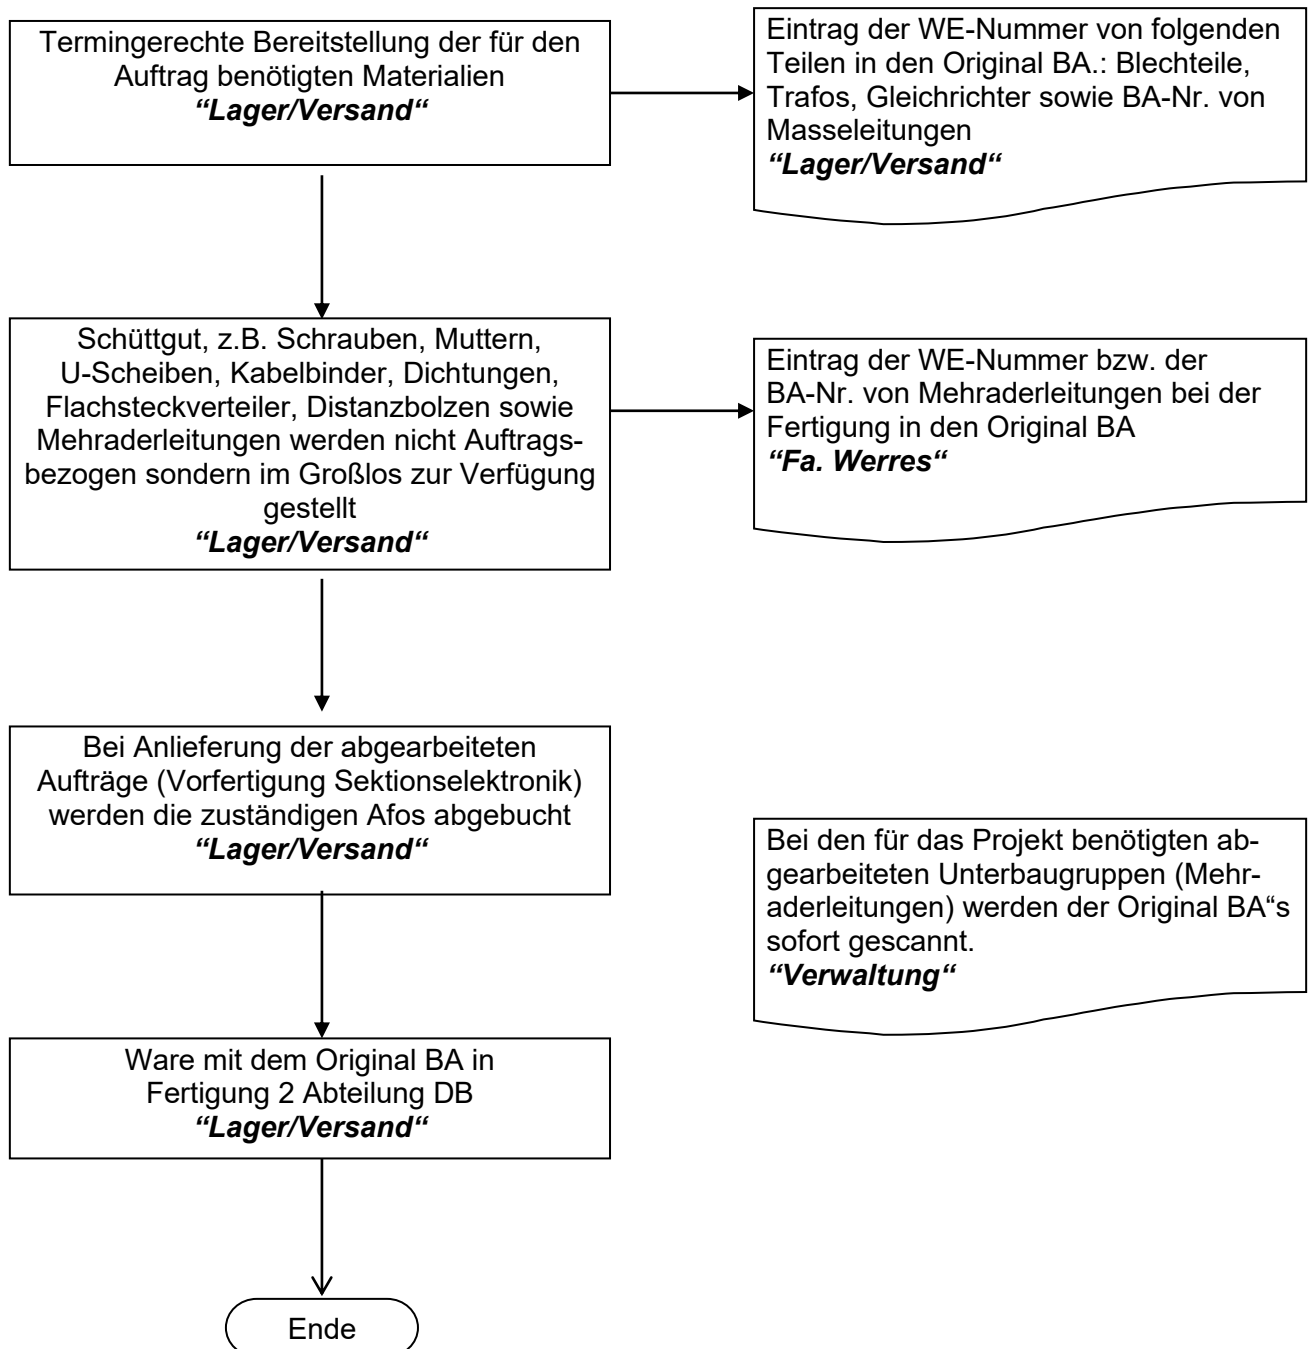 Termingerechte Bereitstellung der für den
Auftrag benötigten Materialien
“Lager/Versand“
Eintrag der WE-Nummer von folgenden
Teilen in den Original BA.: Blechteile,
Trafos, Gleichrichter sowie BA-Nr. von
Masseleitungen
“Lager/Versand“
Schüttgut, z.B. Schrauben, Muttern,
U-Scheiben, Kabelbinder, Dichtungen,
Flachsteckverteiler, Distanzbolzen sowie
Mehraderleitungen werden nicht Auftrags-
bezogen sondern im Großlos zur Verfügung
gestellt
“Lager/Versand“
Eintrag der WE-Nummer bzw. der
BA-Nr. von Mehraderleitungen bei der
Fertigung in den Original BA
“Fa. Werres“
Bei Anlieferung der abgearbeiteten
Aufträge (Vorfertigung Sektionselektronik)
werden die zuständigen Afos abgebucht
“Lager/Versand“
Bei den für das Projekt benötigten ab-
gearbeiteten Unterbaugruppen (Mehr-
aderleitungen) werden der Original BA“s
sofort gescannt.
“Verwaltung“
Ware mit dem Original BA in
Fertigung 2 Abteilung DB
“Lager/Versand“
Ende